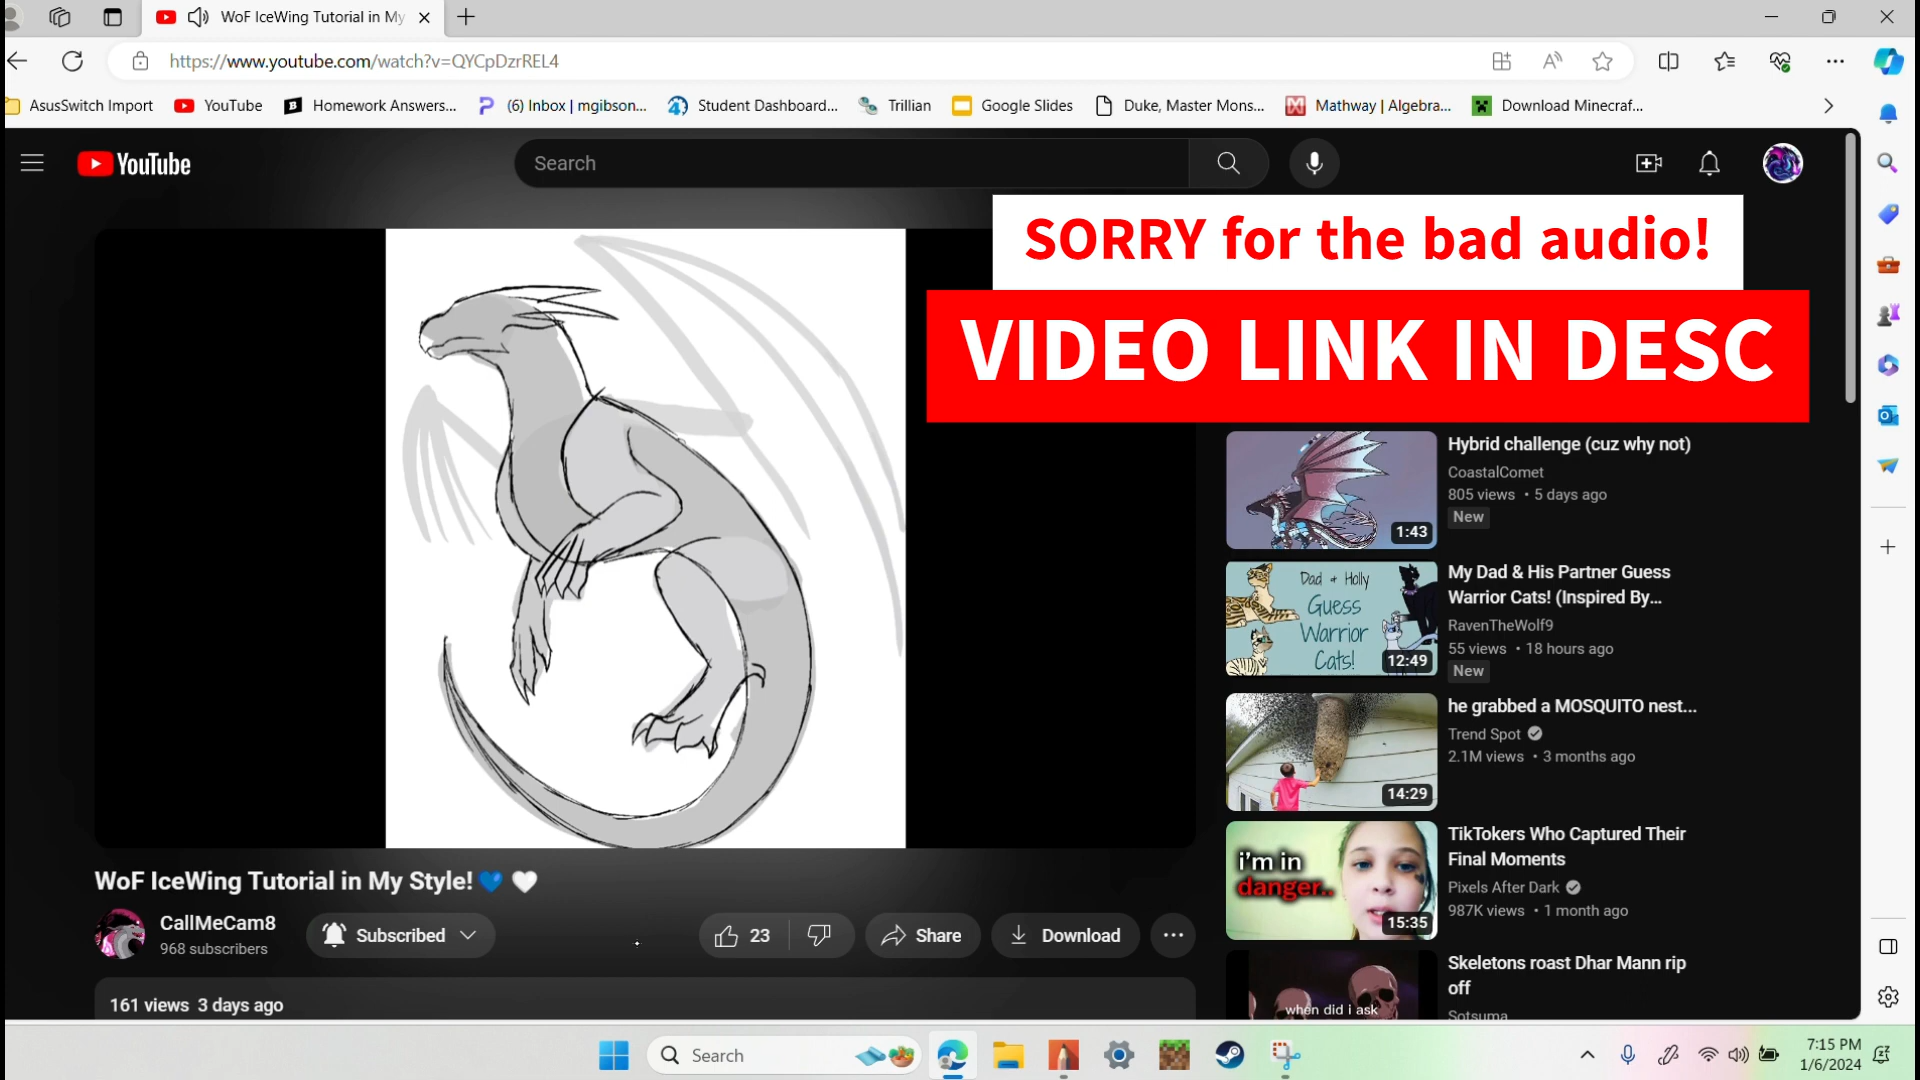 WoF IceWing Tutorial in My
https://www.youtube.com/watch?v=QYCpDzrREL4
AsusSwitch Import
YouTube
Homework Answers...
(6) Inbox | mgibson...
Student Dashboard...
Trillian
Google Slides
Duke, Master Mons...
Mathway | Algebra...
Download Minecraf...
YouTube
Search
SORRY for the bad audio!
VIDEO LINK IN DESC
Hybrid challenge (cuz why not)
CoastalComet
805 views • 5 days ago
New
1:43
Dad + Holly
Guess
Warrior
Cats!
12:49
My Dad & His Partner Guess
Warrior Cats! (Inspired By...
RavenTheWolf9
55 views • 18 hours ago
New
he grabbed a MOSQUITO nest...
Trend Spot
2.1M views • 3 months ago
14:29
i'm in
danger..
15:35
TikTokers Who Captured Their
Final Moments
Pixels After Dark
987K views • 1 month ago
when did i ask
Skeletons roast Dhar Mann rip
off
Sotsuma
WoF IceWing Tutorial in My Style!💙🤍
CallMeCam8
968 subscribers
Subscribed
23
Share
Download
161 views 3 days ago
Search
7:15 PM
1/6/2024